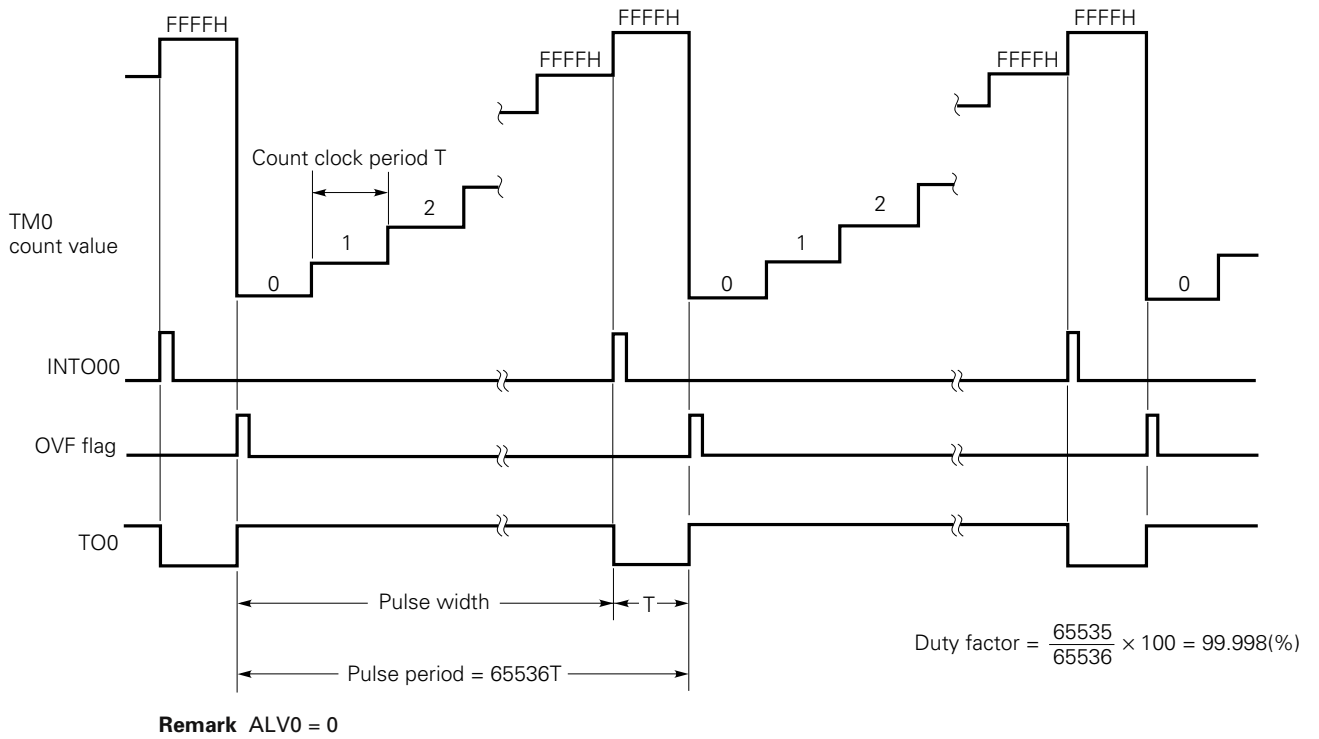 FFFFH
FFFFH
FFFFH
FFFFH
FFFFH
Count clock period T
TM0
count value
0
1
2
0
1
2
0
INTO00
OVF flag
TO0
Pulse width
T
Duty factor = 65535/65536 × 100 = 99.998(%)
Pulse period = 65536T
Remark ALV0 = 0